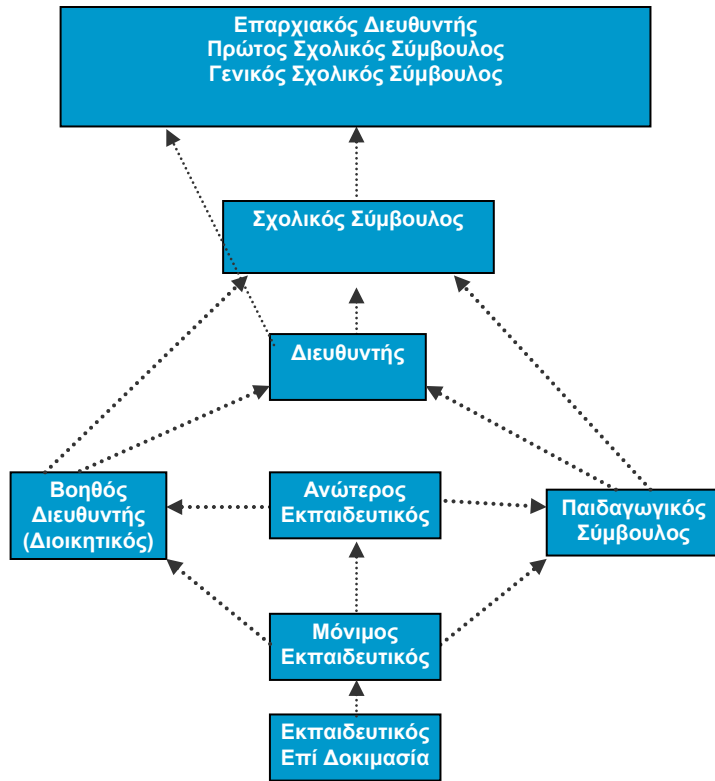 Επαρχιακός Διευθυντής
Πρώτος Σχολικός Σύμβουλος
Γενικός Σχολικός Σύμβουλος
Σχολικός Σύμβουλος
Διευθυντής
Βοηθός
Διευθυντής
(Διοικητικός)
Ανώτερος
Εκπαιδευτικός
Παιδαγωγικός
Σύμβουλος
Μόνιμος
Εκπαιδευτικός
Εκπαιδευτικός
Επί Δοκιμασία